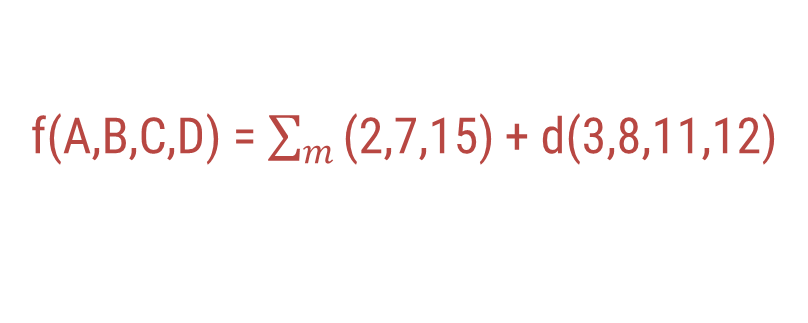 f(A,B,C,D) = ∑m (2,7,15) + d(3,8,11,12)